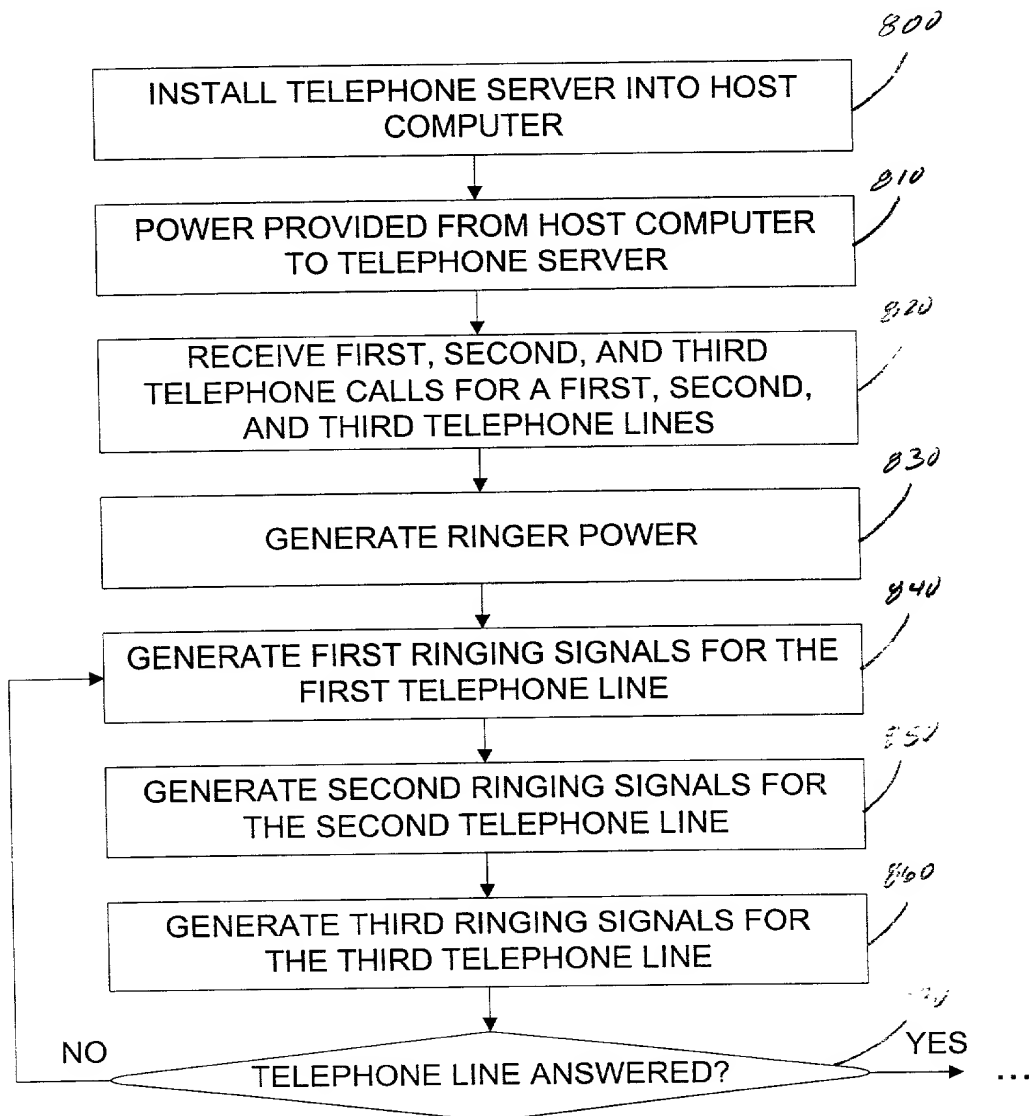 800
INSTALL TELEPHONE SERVER INTO HOST
COMPUTER
810
POWER PROVIDED FROM HOST COMPUTER
TO TELEPHONE SERVER
820
RECEIVE FIRST, SECOND, AND THIRD
TELEPHONE CALLS FOR A FIRST, SECOND,
AND THIRD TELEPHONE LINES
830
GENERATE RINGER POWER
840
GENERATE FIRST RINGING SIGNALS FOR THE
FIRST TELEPHONE LINE
850
GENERATE SECOND RINGING SIGNALS FOR
THE SECOND TELEPHONE LINE
860
GENERATE THIRD RINGING SIGNALS FOR
THE THIRD TELEPHONE LINE
NO
TELEPHONE LINE ANSWERED?
YES
...